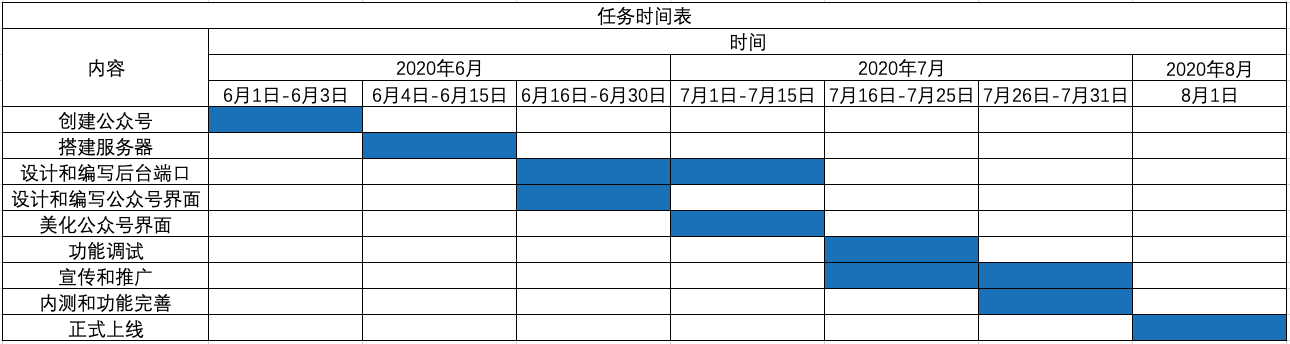 任务时间表
内容
时间
2020年6月 2020年7月 2020年8月
6月1日-6月3日 6月4日-6月15日 6月16日-6月30日 7月1日-7月15日 7月16日-7月25日 7月26日-7月31日 8月1日
创建公众号
搭建服务器
设计和编写后台端口
设计和编写公众号界面
美化公众号界面
功能调试
宣传和推广
内测和功能完善
正式上线